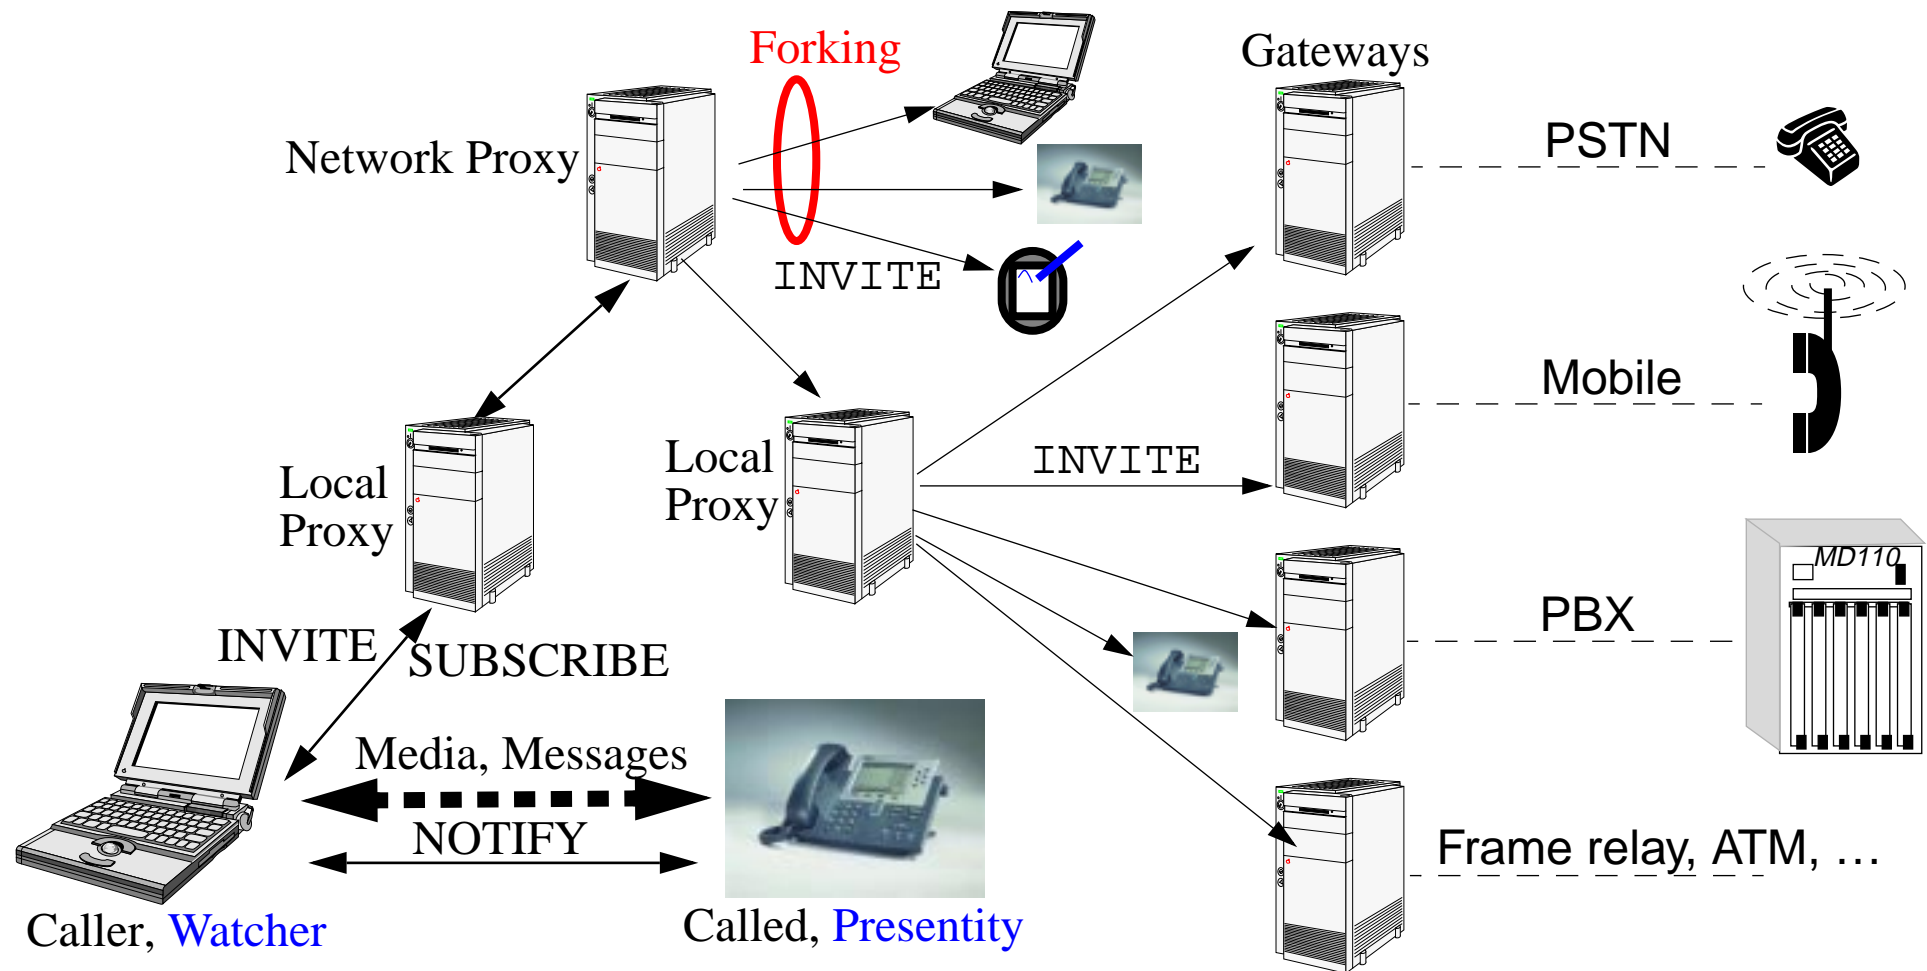 Forking
Gateways
Network Proxy
PSTN
INVITE
Mobile
Local
Proxy
Local
Proxy
INVITE
MD110
PBX
INVITE
SUBSCRIBE
Media, Messages
NOTIFY
Frame relay, ATM, …
Caller, Watcher
Called, Presentity